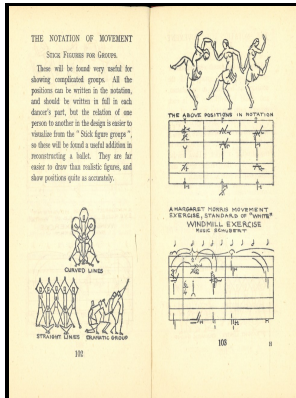 THE NOTATION OF MOVEMENT
STICK FIGURES FOR GROUPS.
These will be found very useful for
showing complicated groups. All the
positions can be written in the notation,
and should be written in full in each
dancer's part, but the relation of one
person to another in the design is easier to
visualize from the " Stick figure groups ",
so these will be found a useful addition in
reconstructing a ballet. They are far
easier to draw than realistic figures, and
show positions quite as accurately.
CURVED LINES
STRAIGHT LINES DRAMATIC GROUP
102
THE ABOVE POSITIONS IN NOTATION
A MARGARET MORRIS MOVEMENT
EXERCISE, STANDARD OF "WHITE"
WINDMILL EXERCISE
MUSIC SCHUBERT
103